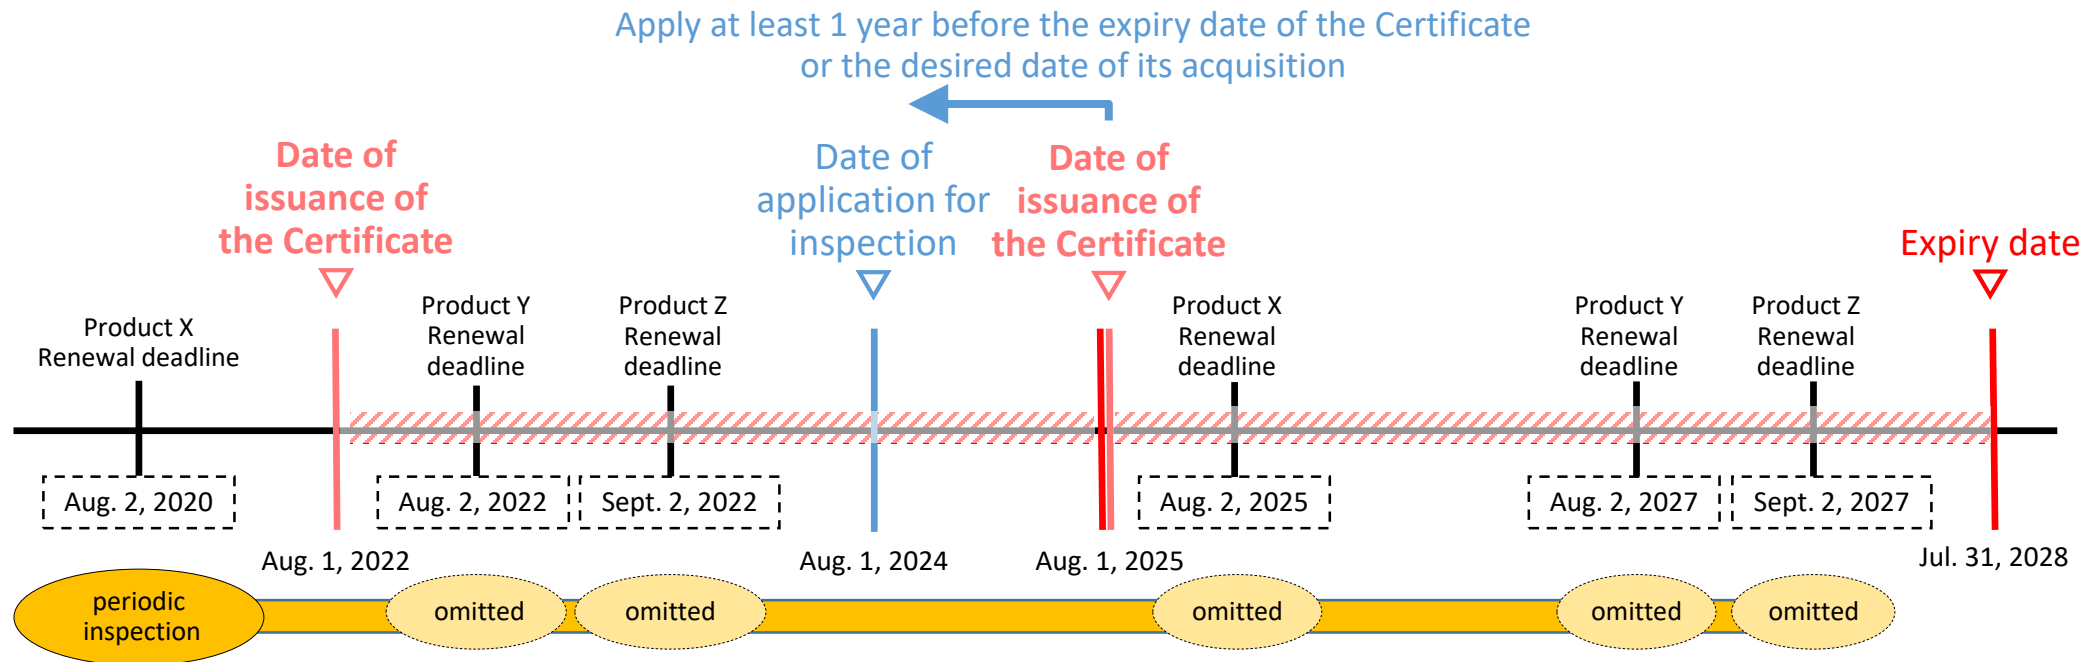 Apply at least 1 year before the expiry date of the Certificate
or the desired date of its acquisition
Date of
issuance of
the Certificate
Date of
application for
inspection
Date of
issuance of
the Certificate
Expiry date
Product X
Renewal deadline
Product Y
Renewal
deadline
Product Z
Renewal
deadline
Product X
Renewal
deadline
Product Y
Renewal
deadline
Product Z
Renewal
deadline
Aug. 2, 2020
Aug. 2, 2022
Sept. 2, 2022
Aug. 2, 2025
Aug. 2, 2027
Sept. 2, 2027
Aug. 1, 2022
Aug. 1, 2024
Aug. 1, 2025
Jul. 31, 2028
periodic
inspection
omitted
omitted
omitted
omitted
omitted